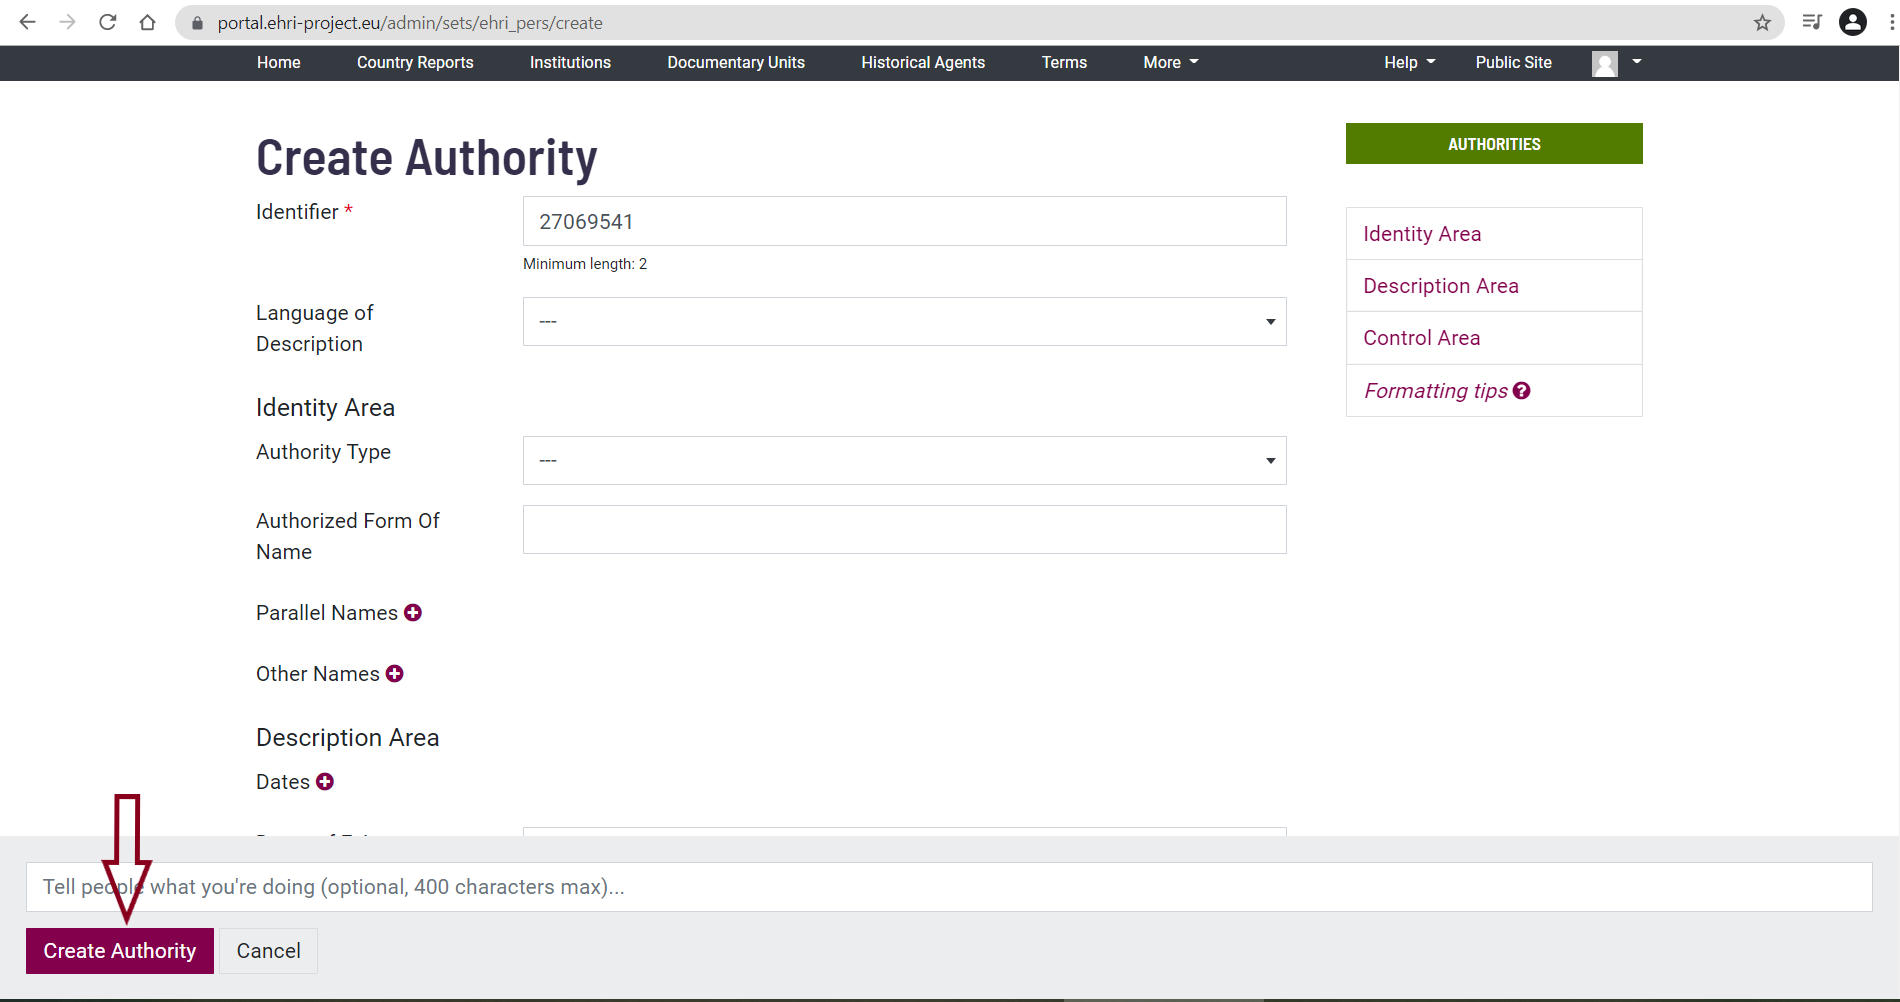 portal.ehri-project.eu/admin/sets/ehri_pers/create
Home Country Reports Institutions Documentary Units Historical Agents Terms More Help Public Site
Create Authority
AUTHORITIES
Identifier *
27069541
Minimum length: 2
Identity Area
Description Area
Control Area
Formatting tips
Language of
Description
---
Identity Area
Authority Type
---
Authorized Form Of
Name
Parallel Names
Other Names
Description Area
Dates
Tell people what you're doing (optional, 400 characters max)...
Create Authority Cancel